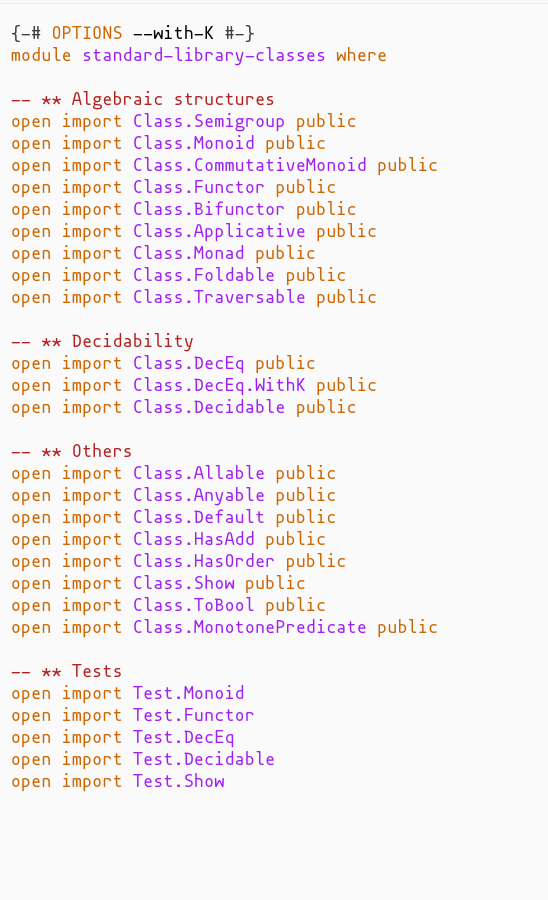 {-# OPTIONS --with-K #-}
module standard-library-classes where
-- ** Algebraic structures
open import Class.Semigroup public
open import Class.Monoid public
open import Class.CommutativeMonoid public
open import Class.Functor public
open import Class.Bifunctor public
open import Class.Applicative public
open import Class.Monad public
open import Class.Foldable public
open import Class.Traversable public
-- ** Decidability
open import Class.DecEq public
open import Class.DecEq.WithK public
open import Class.Decidable public
-- ** Others
open import Class.Allable public
open import Class.Anyable public
open import Class.Default public
open import Class.HasAdd public
open import Class.HasOrder public
open import Class.Show public
open import Class.ToBool public
open import Class.MonotonePredicate public
-- ** Tests
open import Test.Monoid
open import Test.Functor
open import Test.DecEq
open import Test.Decidable
open import Test.Show